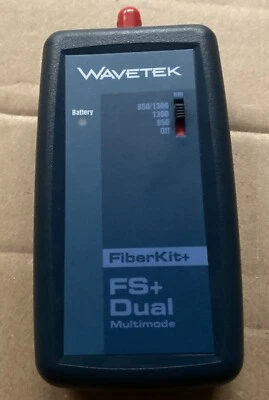 WAVETEK
Battery
850/1300
1300
850
Off
FiberKit+
FS+
Dual
Multimode